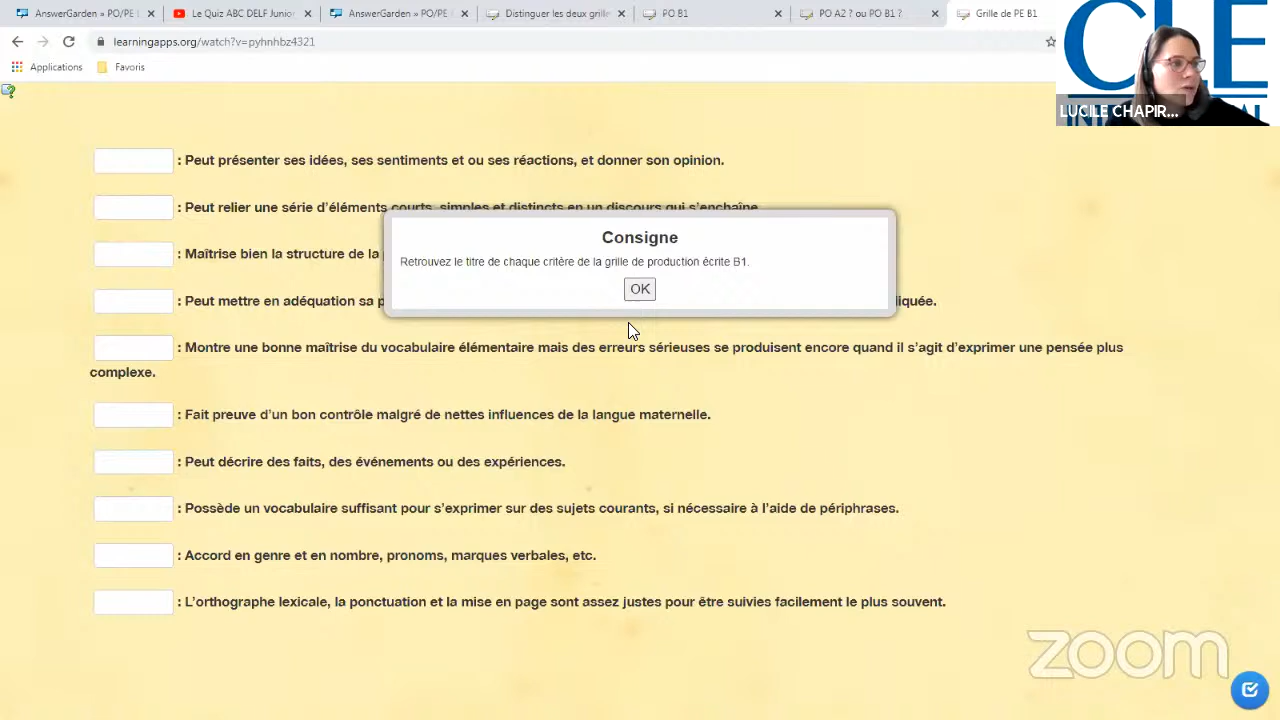 AnswerGarden » PO/PE
Le Quiz ABC DELF Junio
AnswerGarden » PO/PE I
Distinguer les deux grille
PO B1
PO A2 ? ou PO B1 ?
Grille de PE B1
learningapps.org/watch?v=pyhnhbz4321
Applications
Favoris
CLE
LUCILE CHAPIR...
: Peut présenter ses idées, ses sentiments et ou ses réactions, et donner son opinion.
: Peut relier une série d'éléments courts, simples et distincts en un discours qui s'enchaîne
: Maîtrise bien la structure de la
: Peut mettre en adéquation sa liquée.
Consigne
Retrouvez le titre de chaque critère de la grille de production écrite B1.
OK
: Montre une bonne maîtrise du vocabulaire élémentaire mais des erreurs sérieuses se produisent encore quand il s'agit d'exprimer une pensée plus
complexe.
: Fait preuve d'un bon contrôle malgré de nettes influences de la langue maternelle.
: Peut décrire des faits, des événements ou des expériences.
: Possède un vocabulaire suffisant pour s'exprimer sur des sujets courants, si nécessaire à l'aide de périphrases.
: Accord en genre et en nombre, pronoms, marques verbales, etc.
: L'orthographe lexicale, la ponctuation et la mise en page sont assez justes pour être suivies facilement le plus souvent.
zoom